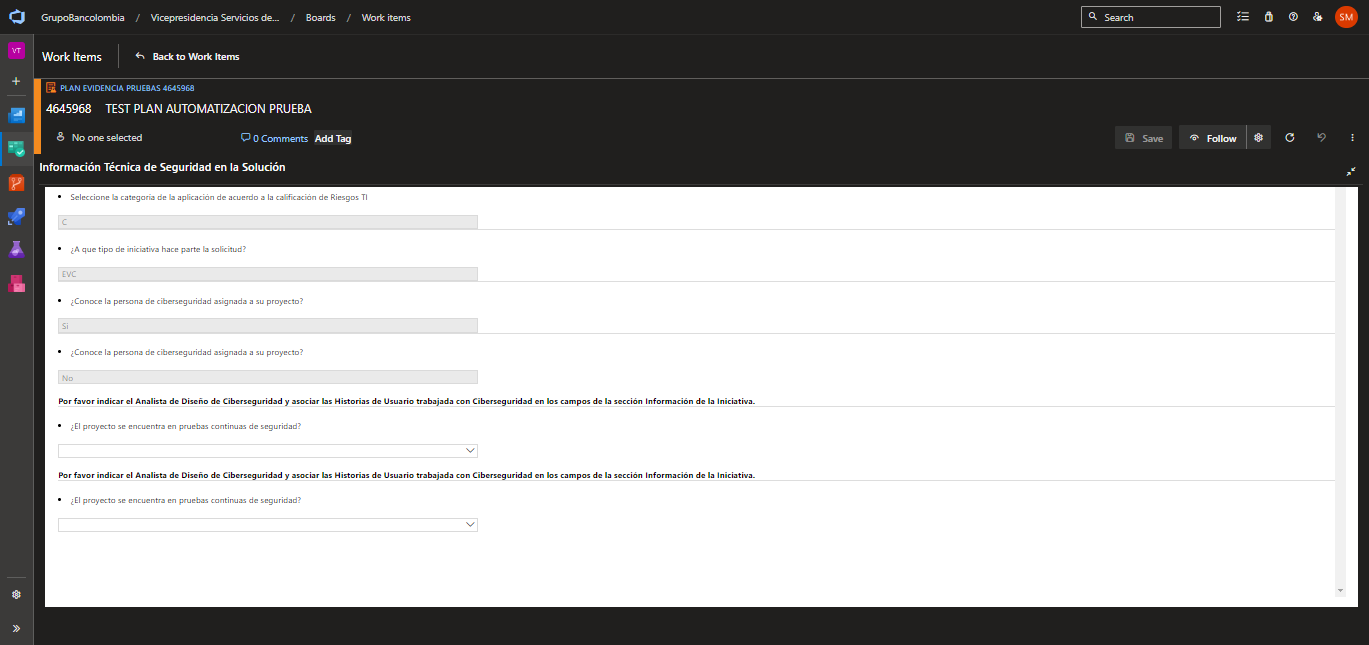 GrupoBancolombia / Vicepresidencia Servicios de... / Boards / Work items
Search
SM
VT
Work Items
Back to Work Items
PLAN EVIDENCIA PRUEBAS 4645968
4645968 TEST PLAN AUTOMATIZACION PRUEBA
No one selected
0 Comments
Add Tag
Save
Follow
Información Técnica de Seguridad en la Solución
• Seleccione la categoría de la aplicación de acuerdo a la calificación de Riesgos TI
C
• ¿A que tipo de iniciativa hace parte la solicitud?
EVC
• ¿Conoce la persona de ciberseguridad asignada a su proyecto?
Si
• ¿Conoce la persona de ciberseguridad asignada a su proyecto?
No
Por favor indicar el Analista de Diseño de Ciberseguridad y asociar las Historias de Usuario trabajada con Ciberseguridad en los campos de la sección Información de la Iniciativa.
• ¿El proyecto se encuentra en pruebas continuas de seguridad?
Por favor indicar el Analista de Diseño de Ciberseguridad y asociar las Historias de Usuario trabajada con Ciberseguridad en los campos de la sección Información de la Iniciativa.
• ¿El proyecto se encuentra en pruebas continuas de seguridad?